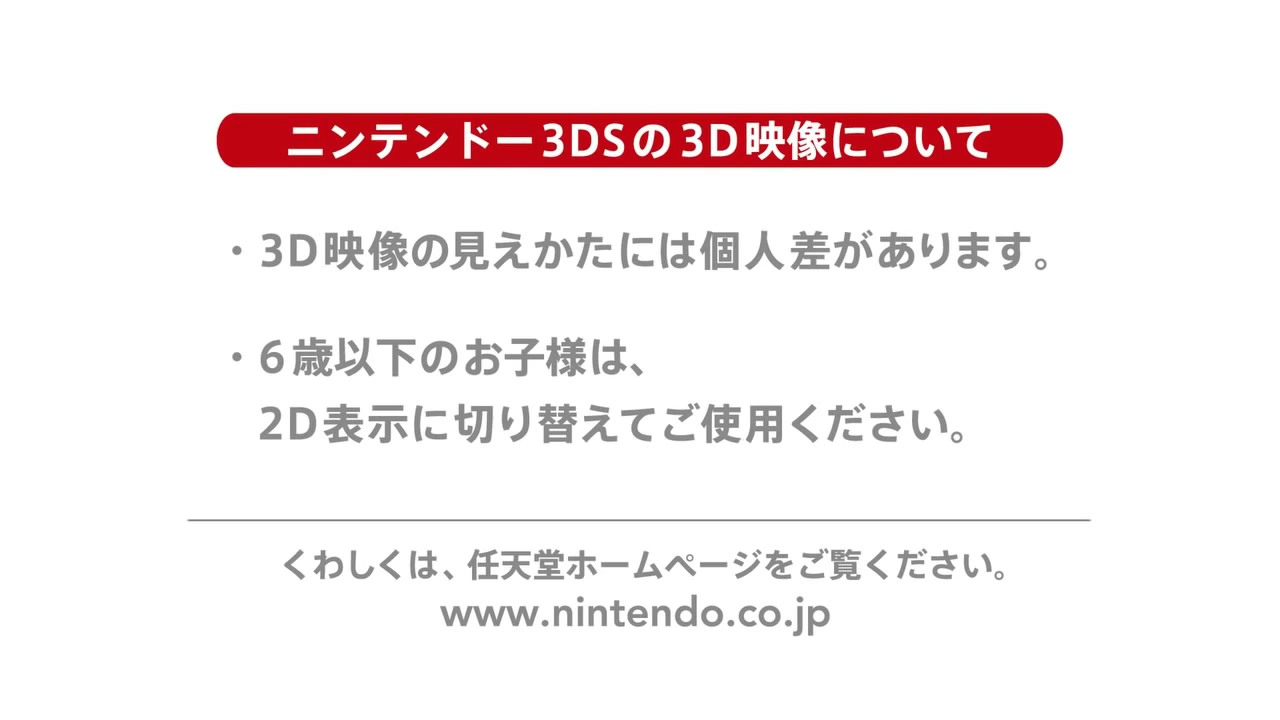 ニンテンドー3DSの3D映像について
・3D映像の見えかたには個人差があります。
・6歳以下のお子様は、
2D表示に切り替えてご使用ください。
くわしくは、任天堂ホームページをご覧ください。
www.nintendo.co.jp